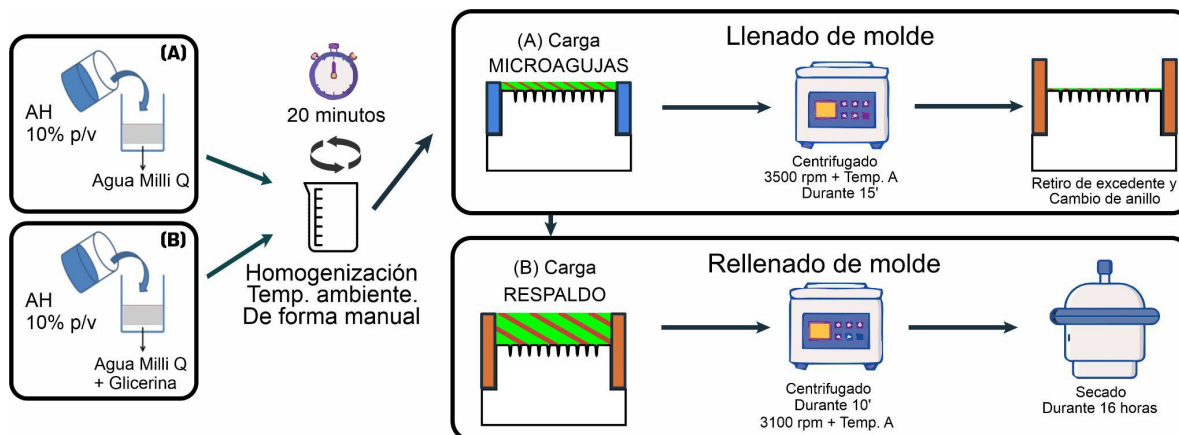 (A)
AH
10% p/v
Agua Milli Q
(B)
AH
10% p/v
Agua Milli Q
+ Glicerina
20 minutos
Homogenización
Temp. ambiente.
De forma manual
Llenado de molde
(A) Carga
MICROAGUJAS
Centrifugado
3500 rpm + Temp. A
Durante 15'
Retiro de excedente y
Cambio de anillo
Rellenado de molde
(B) Carga
RESPALDO
Centrifugado
Durante 10'
3100 rpm + Temp. A
Secado
Durante 16 horas